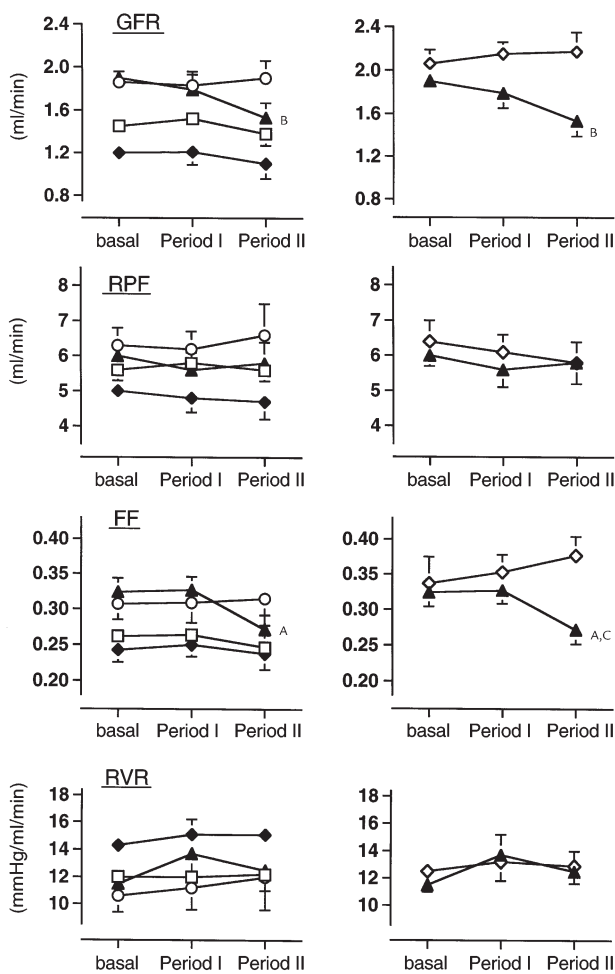 GFR
(ml/min)
2.4
2.0
1.6
1.2
0.8
B
basal Period I Period II
2.4
2.0
1.6
1.2
0.8
B
basal Period I Period II
RPF
(ml/min)
8
7
6
5
4
basal Period I Period II
8
7
6
5
4
basal Period I Period II
FF
0.40
0.35
0.30
0.25
0.20
A
basal Period I Period II
0.40
0.35
0.30
0.25
0.20
A,C
basal Period I Period II
RVR
(mmHg/ml/min)
18
16
14
12
10
basal Period I Period II
18
16
14
12
10
basal Period I Period II